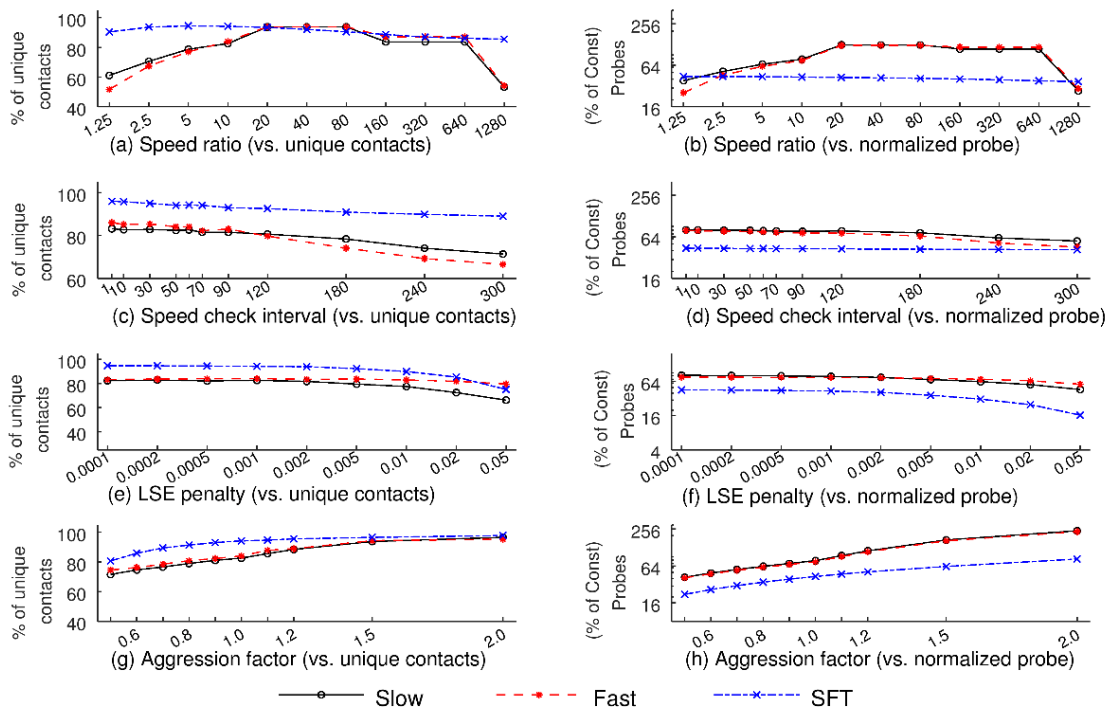 % of unique
contacts
100
80
60
40
1.25 2.5 5 10 20 40 80 160 320 640 1280
(a) Speed ratio (vs. unique contacts)
(% of Const)
Probes
256
64
16
1.25 2.5 5 10 20 40 80 160 320 640 1280
(b) Speed ratio (vs. normalized probe)
% of unique
contacts
100
80
60
1 10 30 50 70 90 120 180 240 300
(c) Speed check interval (vs. unique contacts)
(% of Const)
Probes
256
64
16
1 10 30 50 70 90 120 180 240 300
(d) Speed check interval (vs. normalized probe)
% of unique
contacts
100
80
60
40
0.0001 0.0002 0.0005 0.001 0.002 0.005 0.01 0.02 0.05
(e) LSE penalty (vs. unique contacts)
(% of Const)
Probes
64
16
4
0.0001 0.0002 0.0005 0.001 0.002 0.005 0.01 0.02 0.05
(f) LSE penalty (vs. normalized probe)
% of unique
contacts
100
80
60
40
0.6 0.8 1.0 1.2 1.5 2.0
(g) Aggression factor (vs. unique contacts)
(% of Const)
Probes
256
64
16
0.6 0.8 1.0 1.2 1.5 2.0
(h) Aggression factor (vs. normalized probe)
Slow Fast SFT